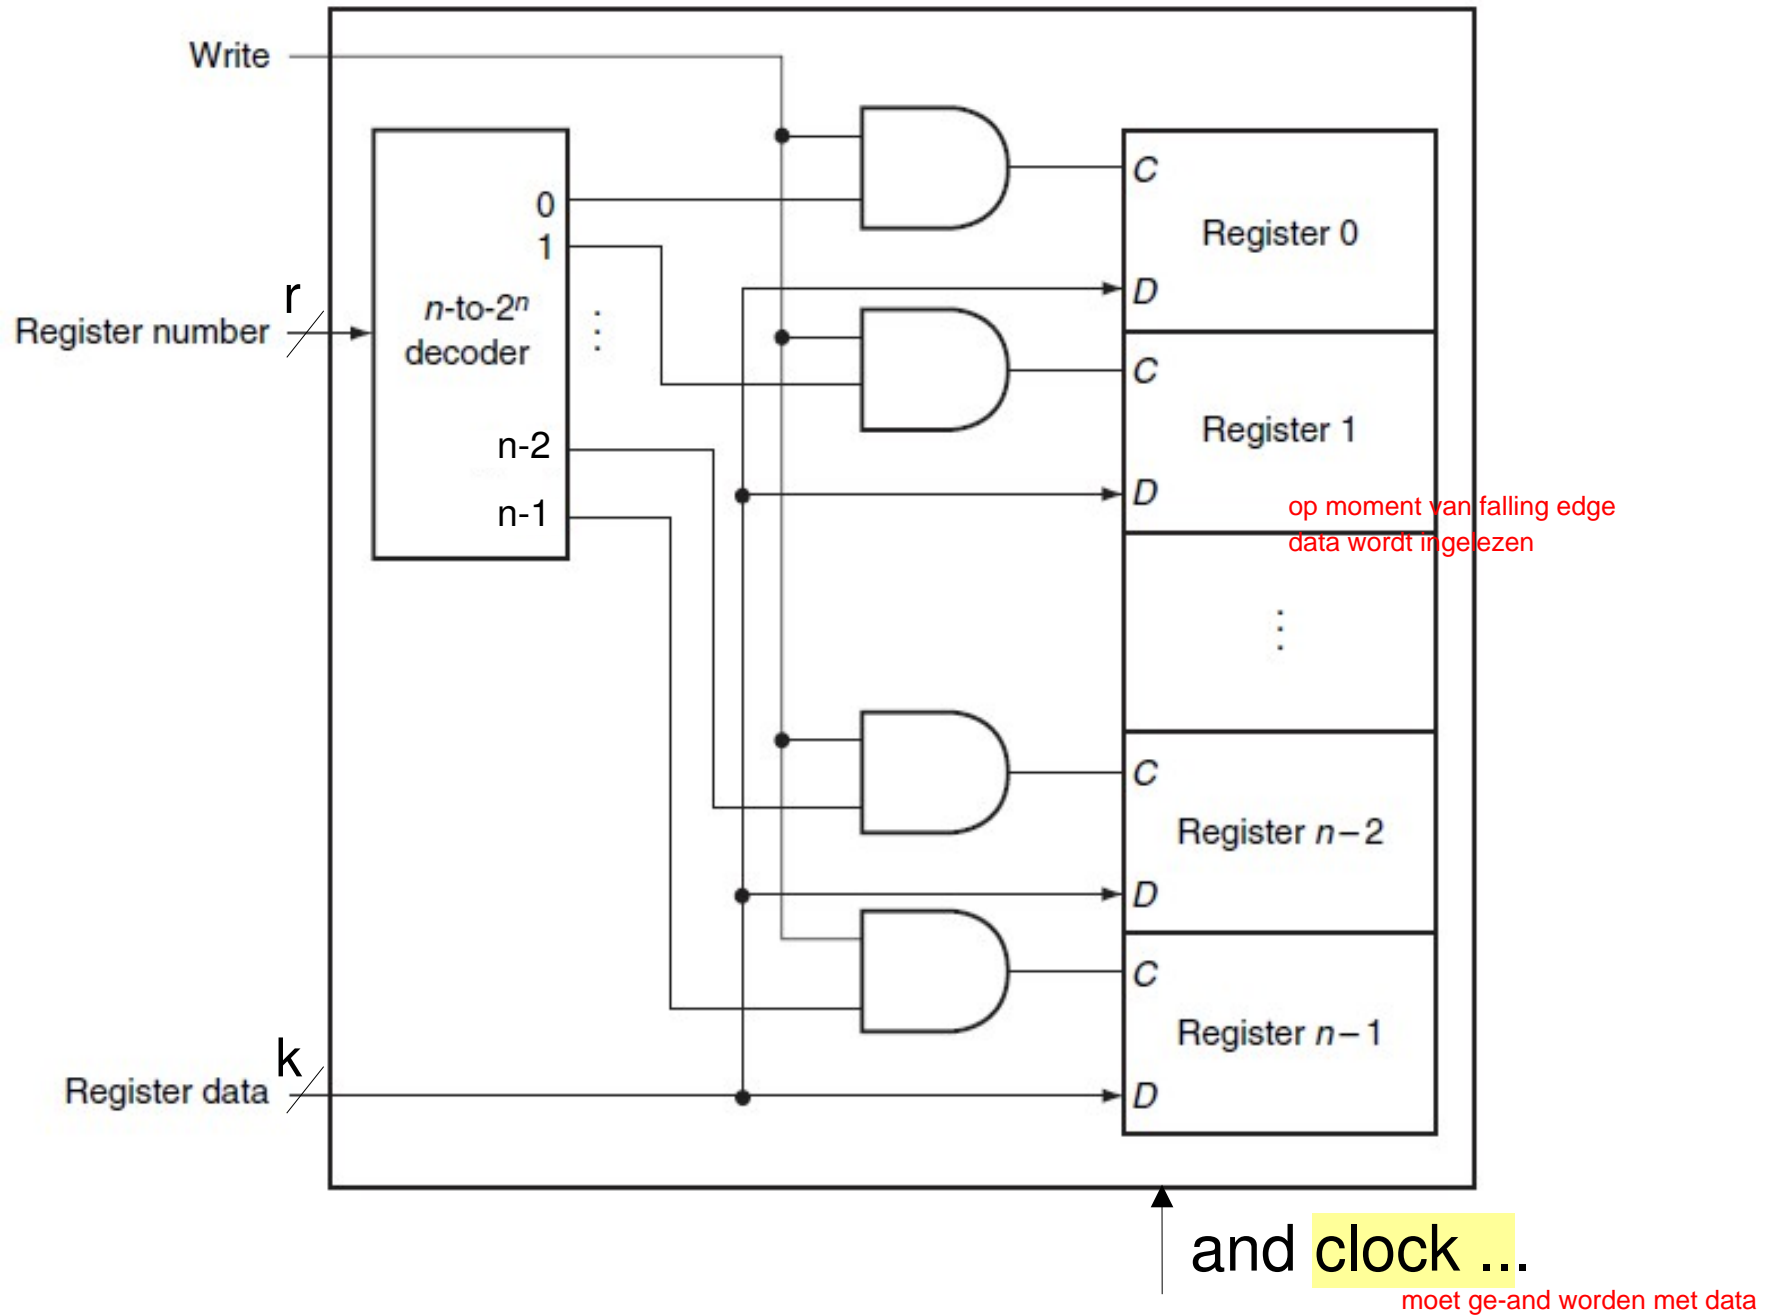 Write
0
1
n-to-2ⁿ
decoder
⋮
n-2
n-1
r
Register number
k
Register data
C
Register 0
D
C
Register 1
D
op moment van falling edge
data wordt ingelezen
⋮
C
Register n–2
D
C
Register n–1
D
and clock ...
moet ge-and worden met data